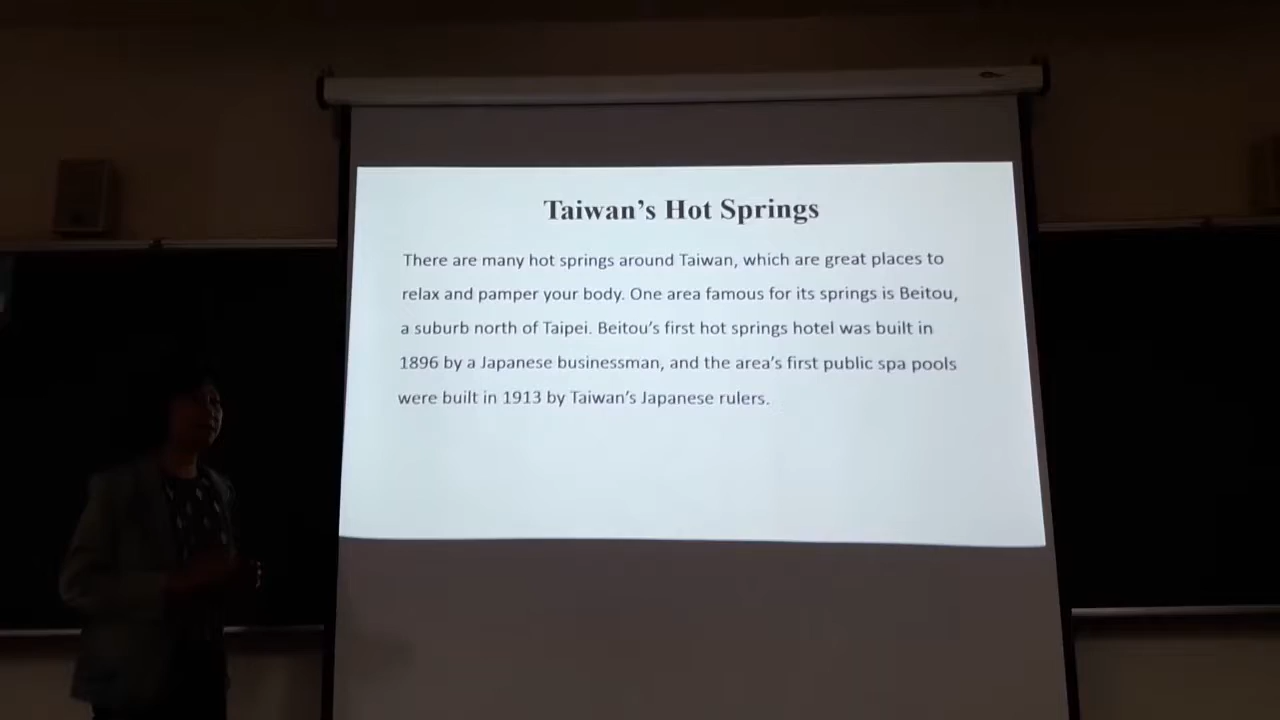 Taiwan’s Hot Springs
There are many hot springs around Taiwan, which are great places to
relax and pamper your body. One area famous for its springs is Beitou,
a suburb north of Taipei. Beitou’s first hot springs hotel was built in
1896 by a Japanese businessman, and the area’s first public spa pools
were built in 1913 by Taiwan’s Japanese rulers.